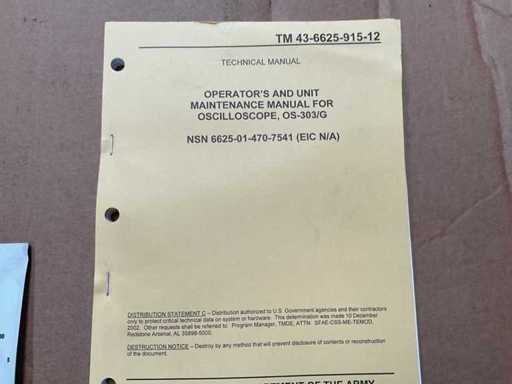 TM 43-6625-915-12
TECHNICAL MANUAL
OPERATOR'S AND UNIT
MAINTENANCE MANUAL FOR
OSCILLOSCOPE, OS-303/G
NSN 6625-01-470-7541 (EIC N/A)
DISTRIBUTION STATEMENT C – Distribution authorized to U.S. Government agencies and their contractors
only to protect critical technical data on system or hardware. This determination was made 10 December
2002. Other requests shall be referred to: Program Manager, TMDE, ATTN: SFAE-CSS-ME-TEMOD,
Redstone Arsenal, AL 35898-5000.
DESTRUCTION NOTICE – Destroy by any method that will prevent disclosure of contents or reconstruction
of the document.
DEPARTMENT OF THE ARMY